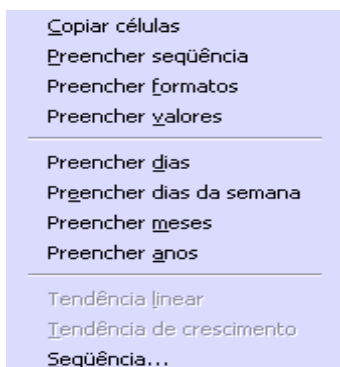 Copiar células
Preencher seqüência
Preencher formatos
Preencher valores
Preencher dias
Preencher dias da semana
Preencher meses
Preencher anos
Tendência linear
Tendência de crescimento
Seqüência...